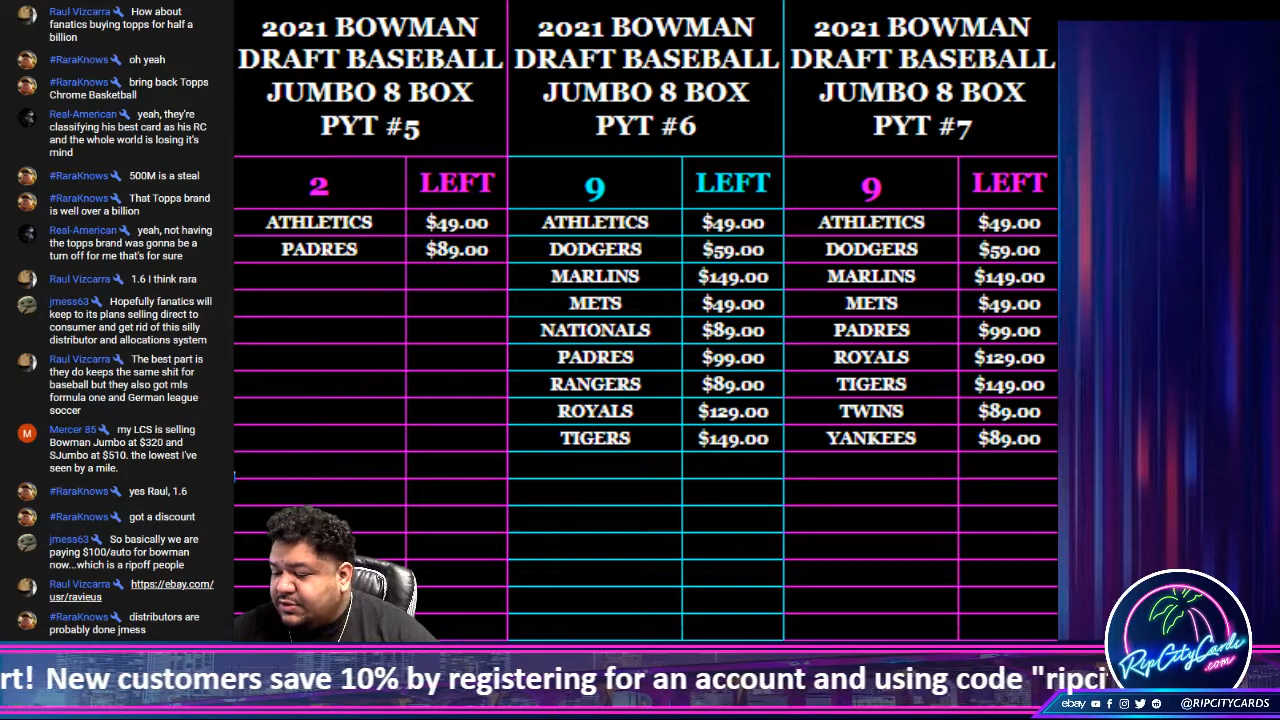 Raul Vizcarra How about
fanatics buying topps for half a
billion
#RaraKnows oh yeah
#RaraKnows bring back Topps
Chrome Basketball
Real-American yeah, they're
classifying his best card as his RC
and the whole world is losing it's
mind
#RaraKnows 500M is a steal
#RaraKnows That Topps brand
is well over a billion
Real-American yeah, not having
the topps brand was gonna be a
turn off for me that's for sure
Raul Vizcarra 1.6 I think rara
jmess63 Hopefully fanatics will
keep to its plans selling direct to
consumer and get rid of this silly
distributor and allocations system
Raul Vizcarra The best part is
they do keeps the same shit for
baseball but they also got mls
formula one and German league
soccer
M Mercer 85 my LCS is selling
Bowman Jumbo at $320 and
SJumbo at $510. the lowest I've
seen by a mile.
#RaraKnows yes Raul, 1.6
#RaraKnows got a discount
jmess63 So basically we are
paying $100/auto for bowman
now...which is a ripoff people
Raul Vizcarra https://ebay.com/
usr/ravieus
#RaraKnows distributors are
probably done jmess
2021 BOWMAN
DRAFT BASEBALL
JUMBO 8 BOX
PYT #5
2 LEFT
ATHLETICS $49.00
PADRES $89.00
2021 BOWMAN
DRAFT BASEBALL
JUMBO 8 BOX
PYT #6
9 LEFT
ATHLETICS $49.00
DODGERS $59.00
MARLINS $149.00
METS $49.00
NATIONALS $89.00
PADRES $99.00
RANGERS $89.00
ROYALS $129.00
TIGERS $149.00
2021 BOWMAN
DRAFT BASEBALL
JUMBO 8 BOX
PYT #7
9 LEFT
ATHLETICS $49.00
DODGERS $59.00
MARLINS $149.00
METS $49.00
PADRES $99.00
ROYALS $129.00
TIGERS $149.00
TWINS $89.00
YANKEES $89.00
RipCityCards
.com
rt! New customers save 10% by registering for an account and using code "ripci
ebay @RIPCITYCARDS